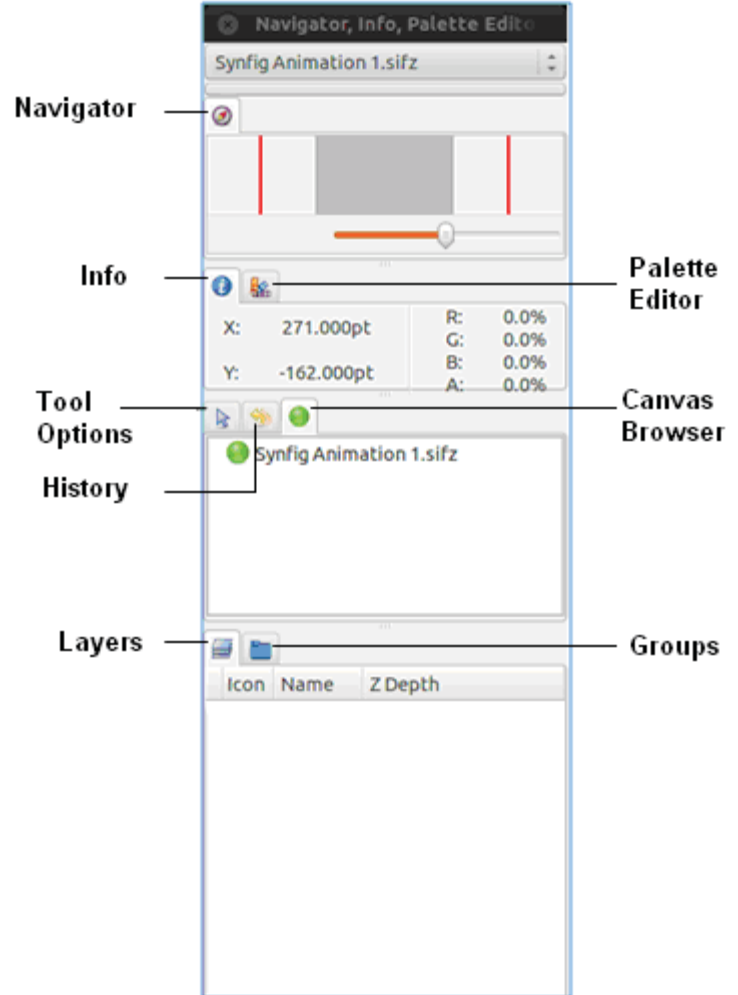 Navigator, Info, Palette Edito
Synfig Animation 1.sifz
Navigator
Info
Palette
Editor
X: 271.000pt
Y: -162.000pt
R: 0.0%
G: 0.0%
B: 0.0%
A: 0.0%
Tool
Options
History
Canvas
Browser
Synfig Animation 1.sifz
Layers
Groups
Icon Name Z Depth